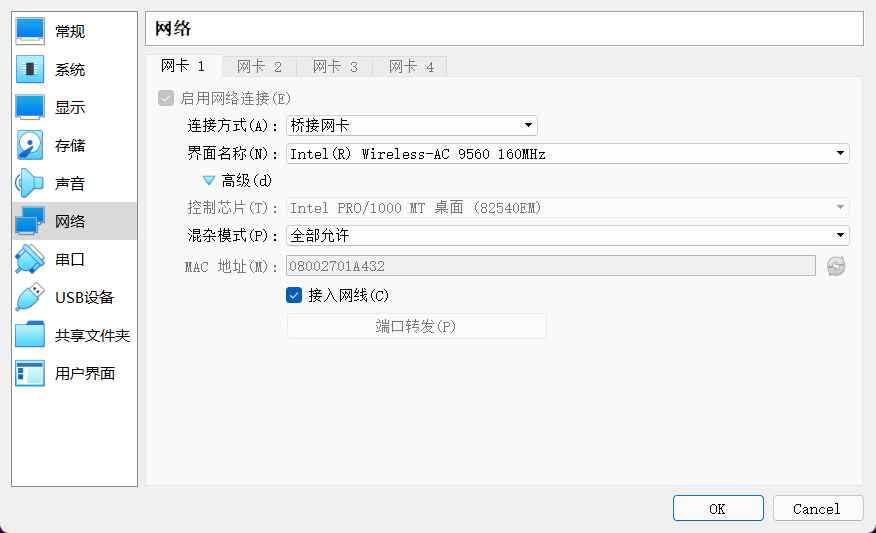 常规
系统
显示
存储
声音
网络
串口
USB设备
共享文件夹
用户界面
网络
网卡 1 网卡 2 网卡 3 网卡 4
启用网络连接(E)
连接方式(A): 桥接网卡
界面名称(N): Intel(R) Wireless-AC 9560 160MHz
高级(d)
控制芯片(T): Intel PRO/1000 MT 桌面 (82540EM)
混杂模式(P): 全部允许
MAC 地址(M): 08002701A432
接入网线(C)
端口转发(P)
OK Cancel